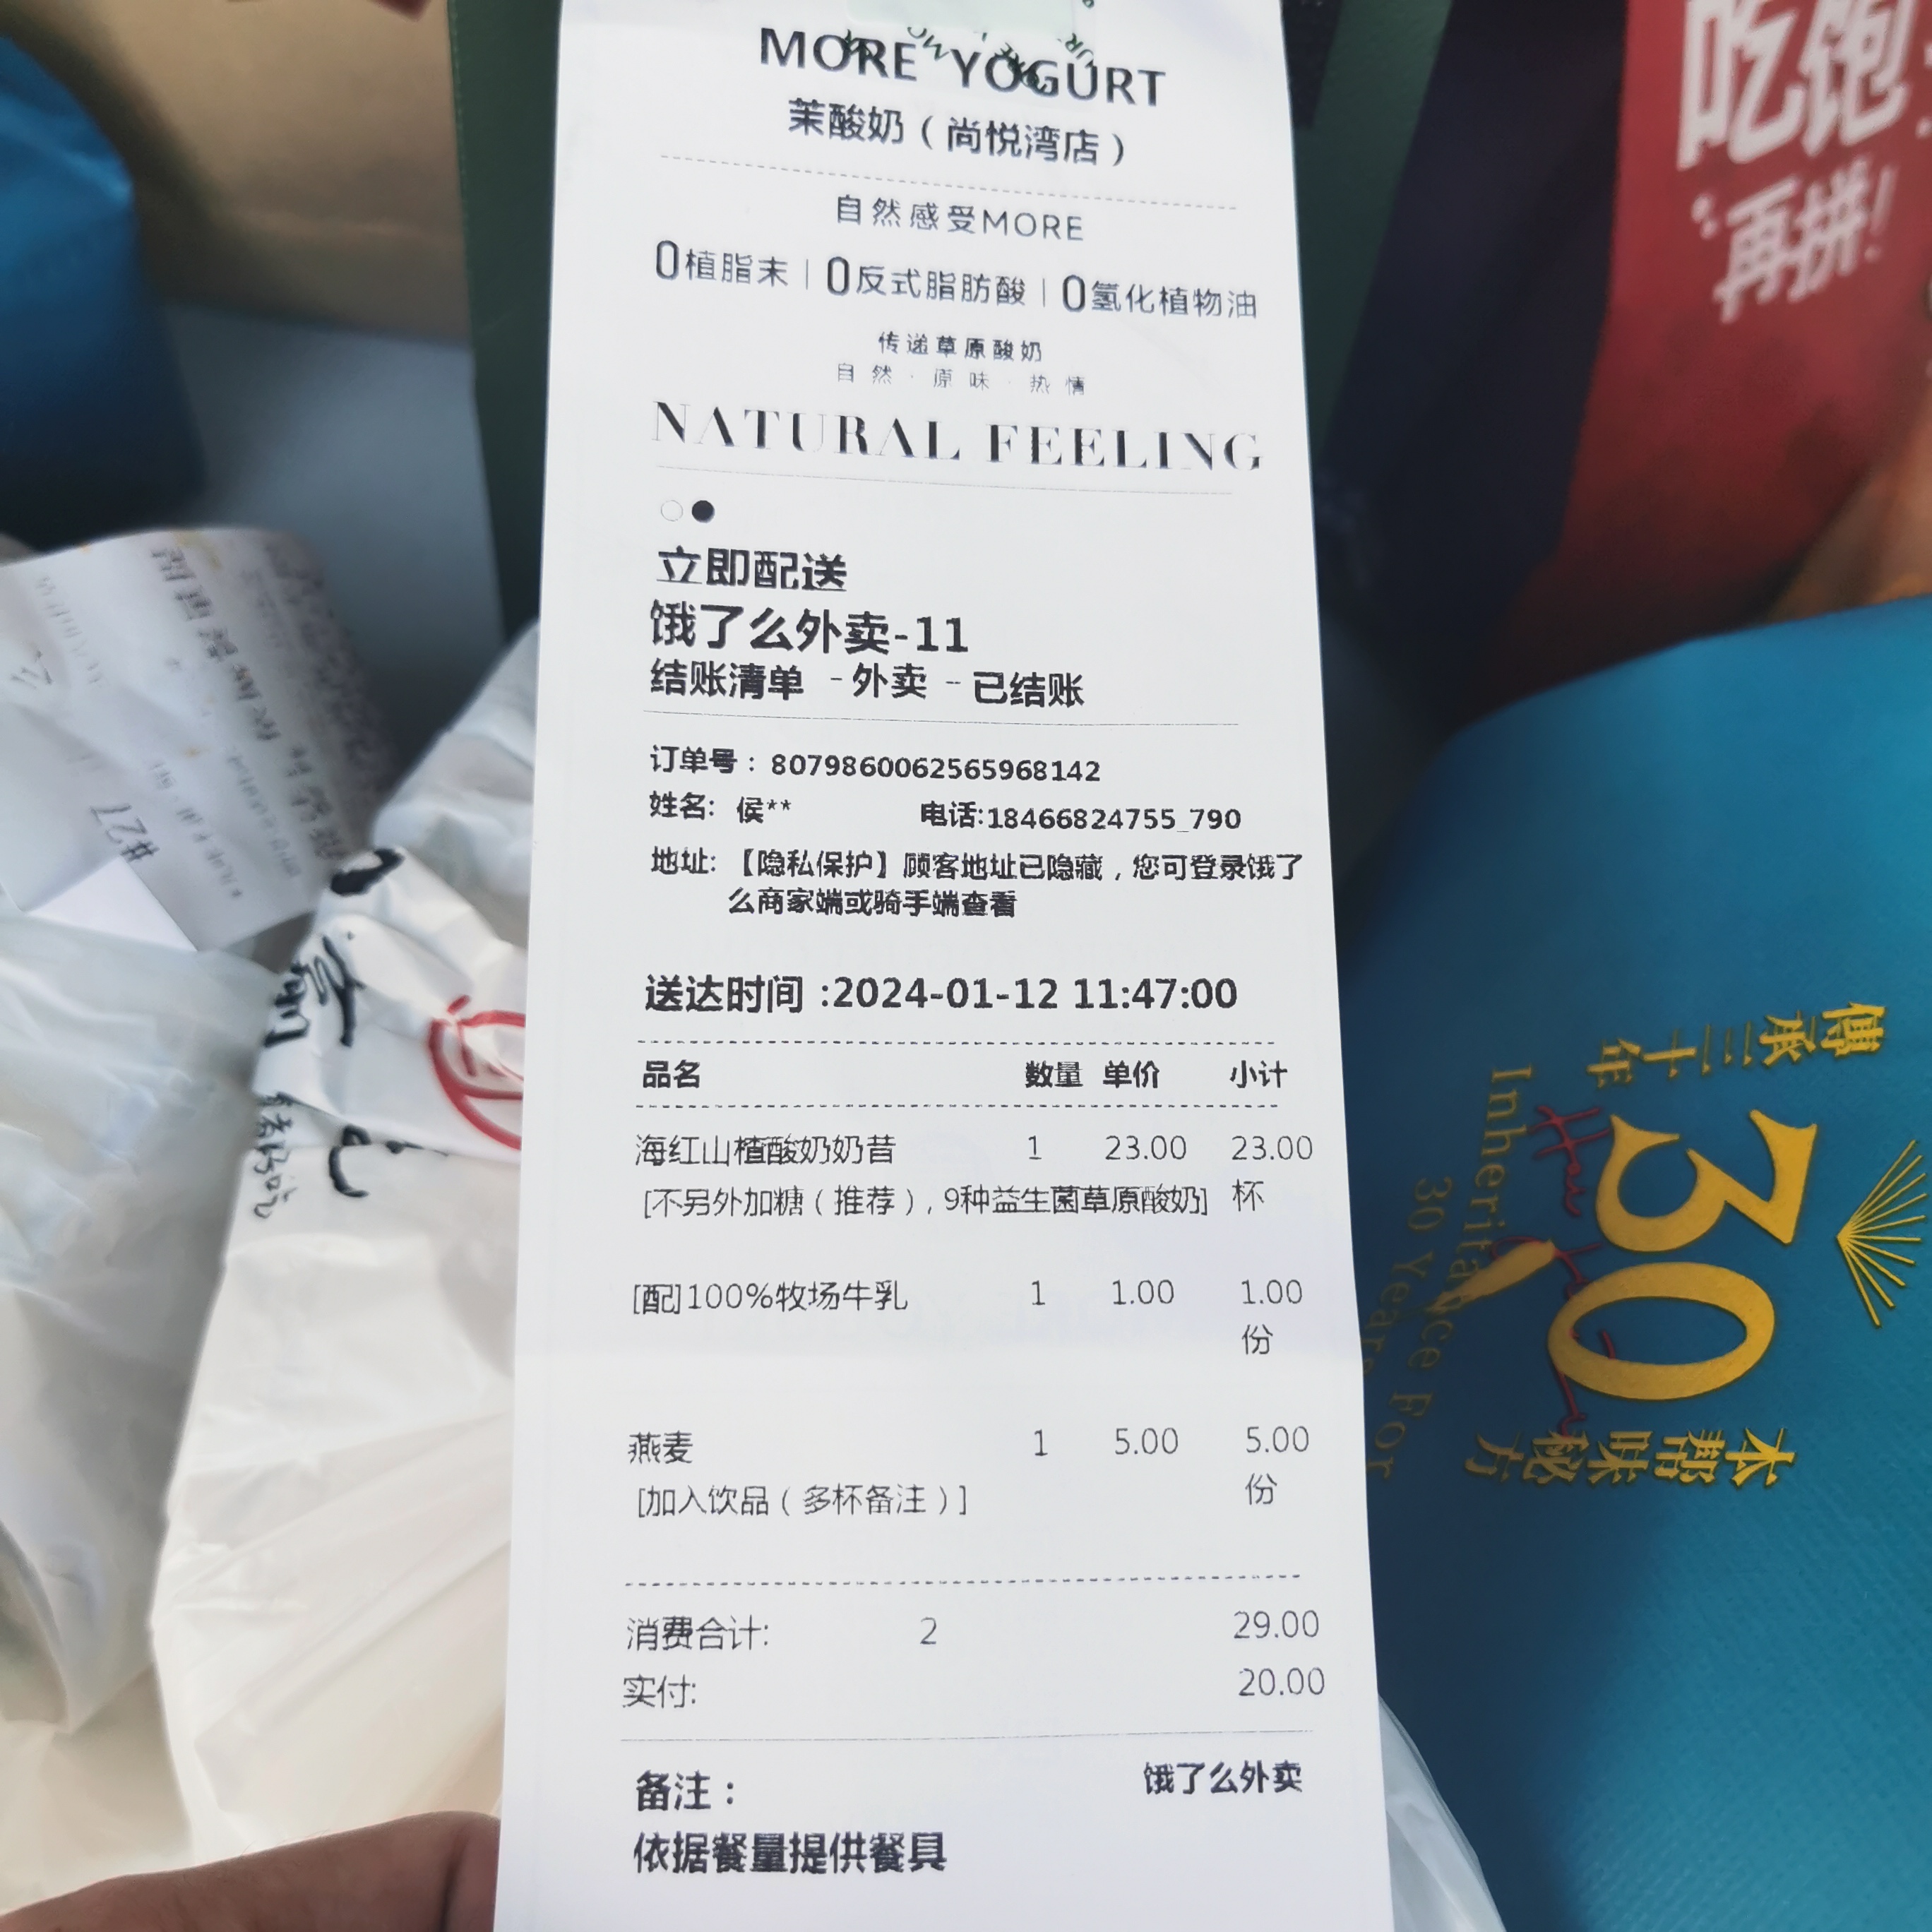 MORE YOGURT
茉酸奶（尚悦湾店）
自然感受MORE
0植脂末 | 0反式脂肪酸 | 0氢化植物油
传递草原酸奶
自然·原味·热情
NATURAL FEELING
立即配送
饿了么外卖-11
结账清单 - 外卖 - 已结账
订单号：8079860062565968142
姓名: 侯** 电话:18466824755_790
地址: 【隐私保护】顾客地址已隐藏，您可登录饿了
么商家端或骑手端查看
送达时间 :2024-01-12 11:47:00
品名 数量 单价 小计
海红山楂酸奶奶昔 1 23.00 23.00
[不另外加糖（推荐）, 9种益生菌草原酸奶] 杯
[配]100%牧场牛乳 1 1.00 1.00
份
燕麦 1 5.00 5.00
[加入饮品（多杯备注）] 份
消费合计: 2 29.00
实付: 20.00
备注： 饿了么外卖
依据餐量提供餐具
吃饱
再拼!
傳承三十年
30
Inheritance For
30 Years
本幫味秘方
#27